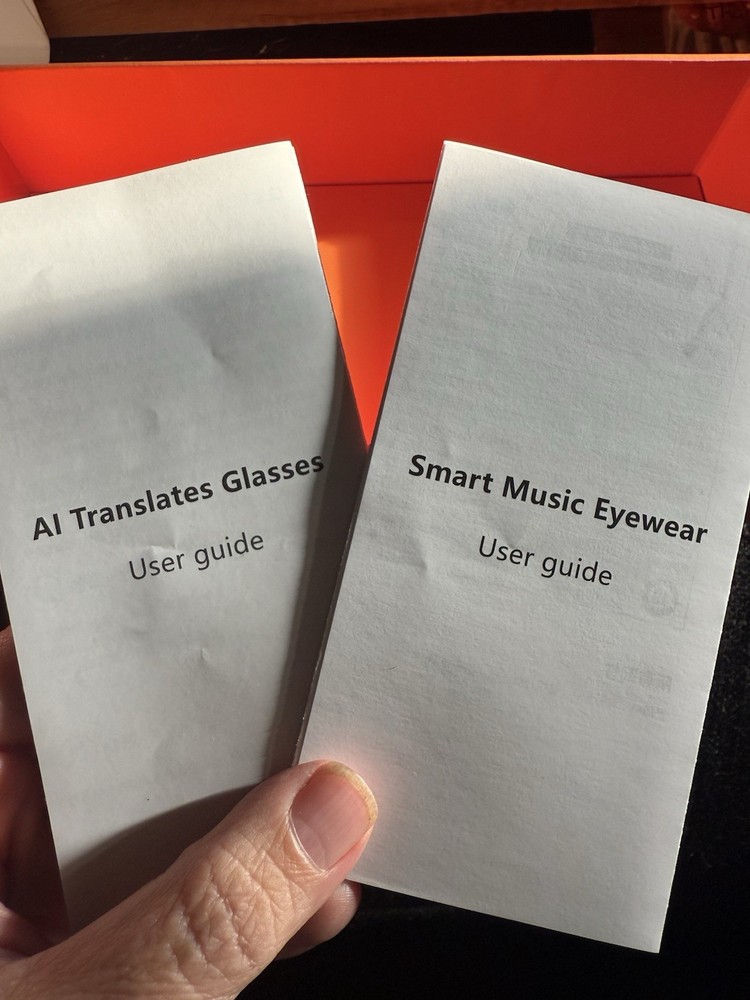 AI Translates Glasses
User guide
Smart Music Eyewear
User guide